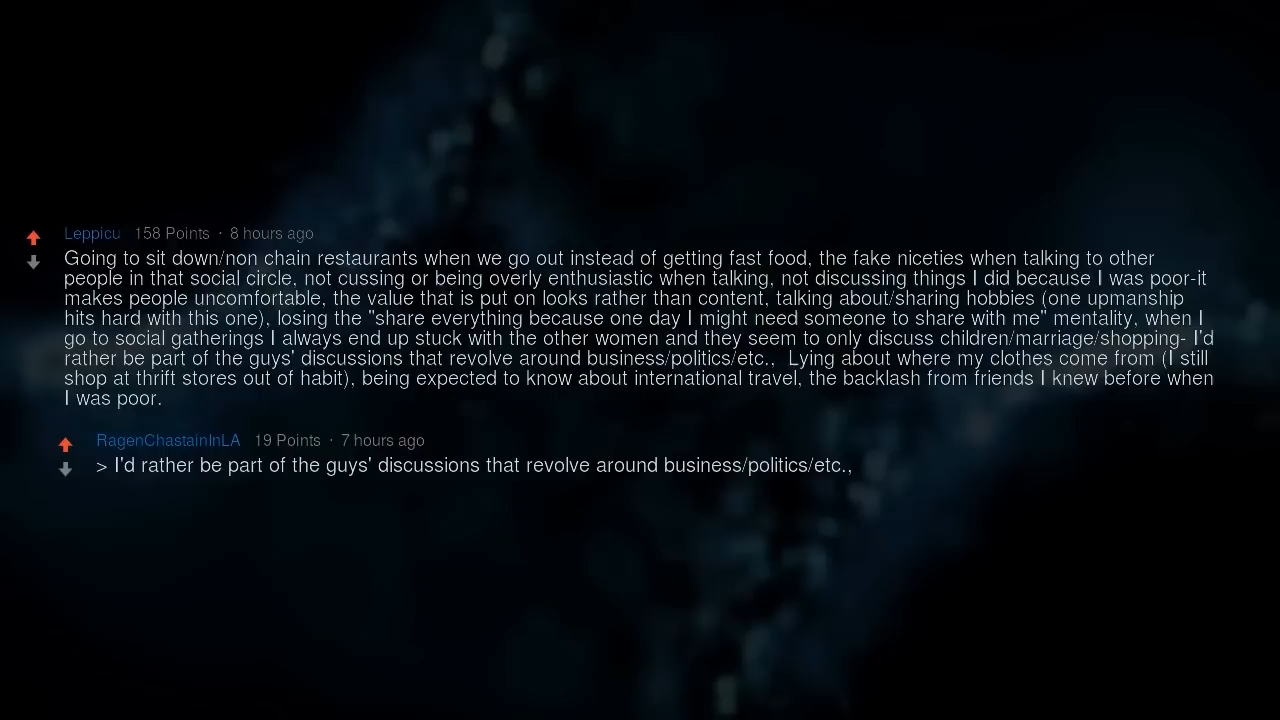 Leppicu 158 Points · 8 hours ago
Going to sit down/non chain restaurants when we go out instead of getting fast food, the fake niceties when talking to other
people in that social circle, not cussing or being overly enthusiastic when talking, not discussing things I did because I was poor-it
makes people uncomfortable, the value that is put on looks rather than content, talking about/sharing hobbies (one upmanship
hits hard with this one), losing the "share everything because one day I might need someone to share with me" mentality, when I
go to social gatherings I always end up stuck with the other women and they seem to only discuss children/marriage/shopping- I'd
rather be part of the guys' discussions that revolve around business/politics/etc., Lying about where my clothes come from (I still
shop at thrift stores out of habit), being expected to know about international travel, the backlash from friends I knew before when
I was poor.
RagenChastainInLA 19 Points · 7 hours ago
> I'd rather be part of the guys' discussions that revolve around business/politics/etc.,